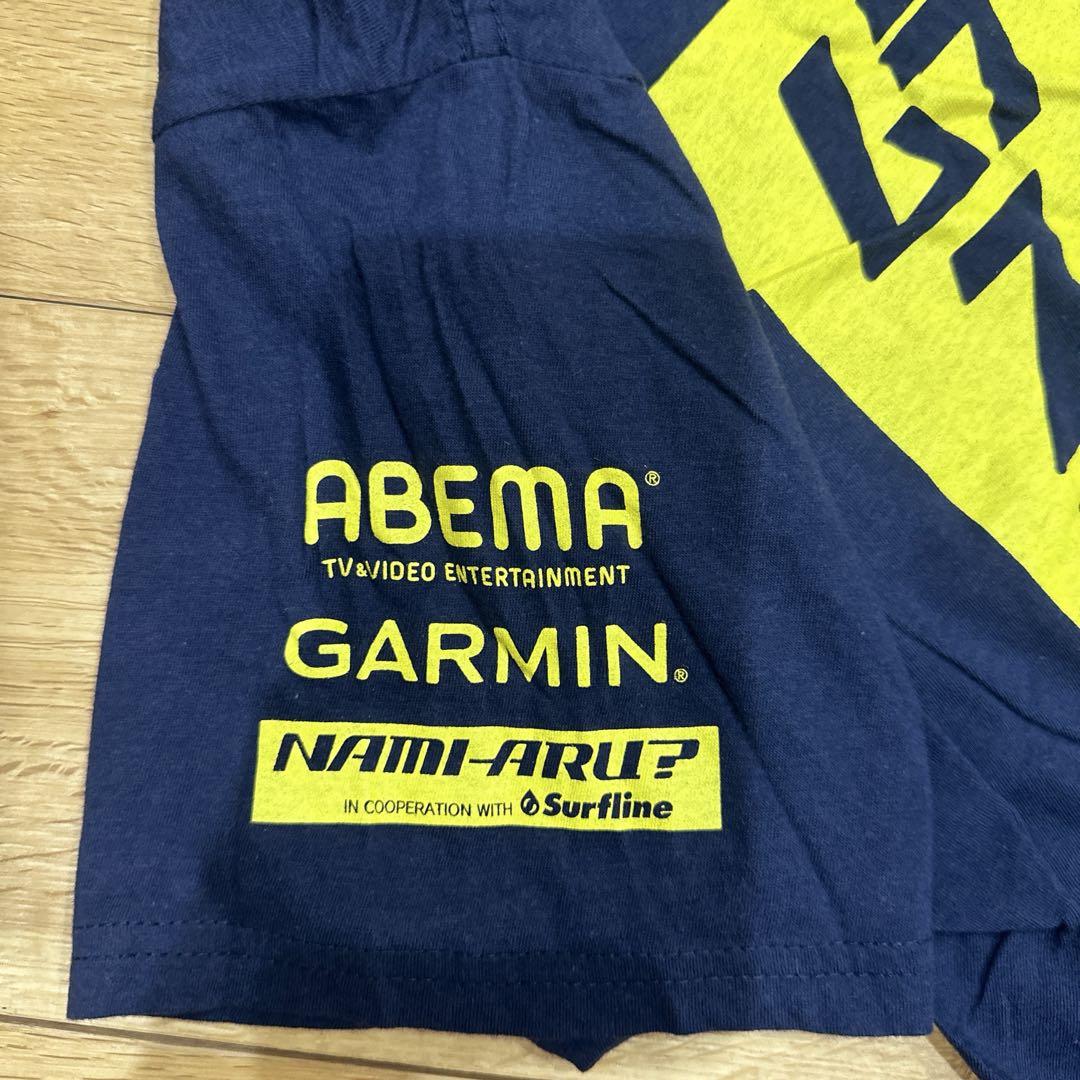 ABEMA®
TV&VIDEO ENTERTAINMENT
GARMIN®
NAMI-ARU?
IN COOPERATION WITH Surfline